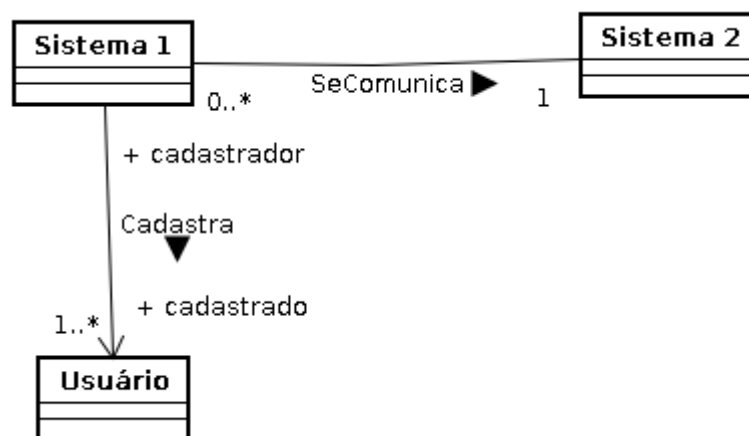 Sistema 1
Sistema 2
SeComunica
0..*
1
+ cadastrador
Cadastra
+ cadastrado
1..*
Usuário